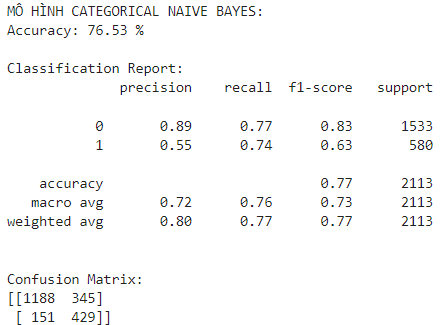 MÔ HÌNH CATEGORICAL NAIVE BAYES:
Accuracy: 76.53 %
Classification Report:
precision recall f1-score support
0 0.89 0.77 0.83 1533
1 0.55 0.74 0.63 580
accuracy 0.77 2113
macro avg 0.72 0.76 0.73 2113
weighted avg 0.80 0.77 0.77 2113
Confusion Matrix:
[[1188 345]
[ 151 429]]